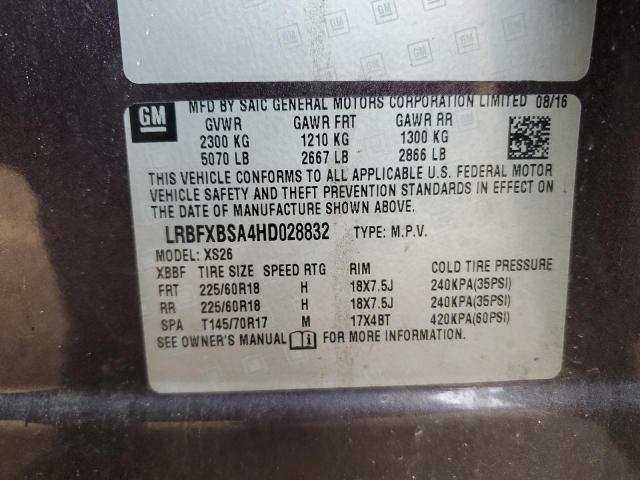 GM
MFD BY SAIC GENERAL MOTORS CORPORATION LIMITED 08/16
GVWR GAWR FRT GAWR RR
2300 KG 1210 KG 1300 KG
5070 LB 2667 LB 2866 LB
THIS VEHICLE CONFORMS TO ALL APPLICABLE U.S. FEDERAL MOTOR
VEHICLE SAFETY AND THEFT PREVENTION STANDARDS IN EFFECT ON
THE DATE OF MANUFACTURE SHOWN ABOVE.
LRBFXBSA4HD028832 TYPE: M.P.V.
MODEL: XS26
XBBF TIRE SIZE SPEED RTG RIM COLD TIRE PRESSURE
FRT 225/60R18 H 18X7.5J 240KPA(35PSI)
RR 225/60R18 H 18X7.5J 240KPA(35PSI)
SPA T145/70R17 M 17X4BT 420KPA(60PSI)
SEE OWNER'S MANUAL i FOR MORE INFORMATION.